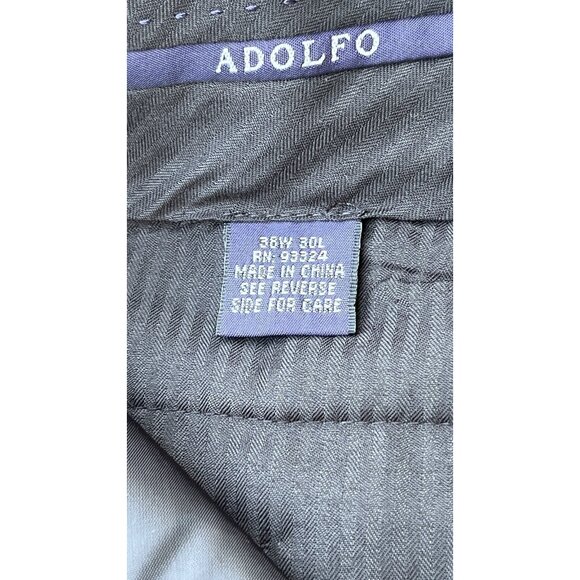 ADOLFO
38W 30L
RN: 93324
MADE IN CHINA
SEE REVERSE
SIDE FOR CARE